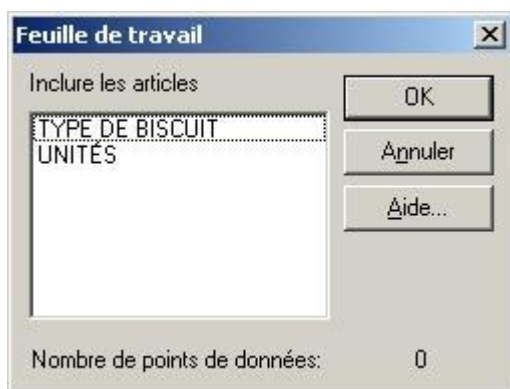 Feuille de travail
Inclure les articles
TYPE DE BISCUIT
UNITÉS
OK
Annuler
Aide...
Nombre de points de données: 0